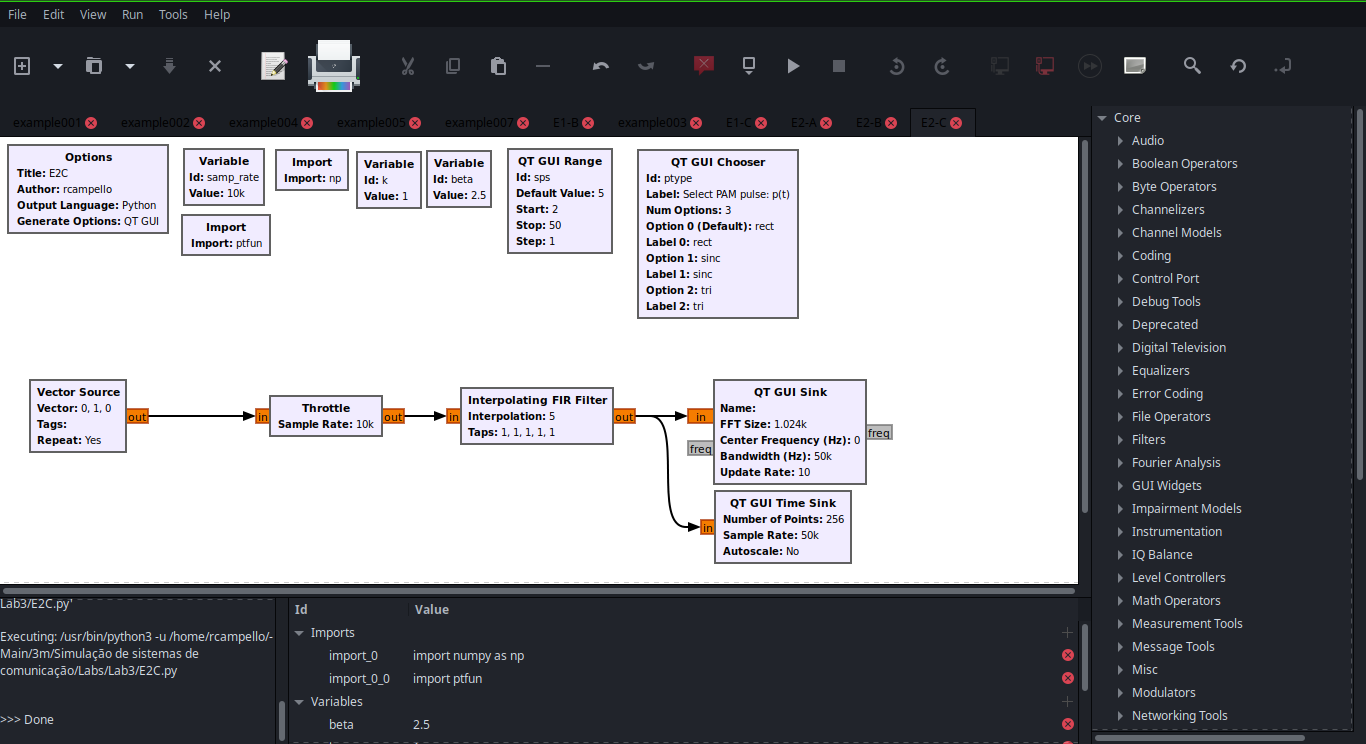 File Edit View Run Tools Help
example001 example002 example004 example005 example007 E1-B example003 E1-C E2-A E2-B E2-C
Options
Title: E2C
Author: rcampello
Output Language: Python
Generate Options: QT GUI
Variable
Id: samp_rate
Value: 10k
Import
Import: np
Variable
Id: k
Value: 1
Variable
Id: beta
Value: 2.5
Import
Import: ptfun
QT GUI Range
Id: sps
Default Value: 5
Start: 2
Stop: 50
Step: 1
QT GUI Chooser
Id: ptype
Label: Select PAM pulse: p(t)
Num Options: 3
Option 0 (Default): rect
Label 0: rect
Option 1: sinc
Label 1: sinc
Option 2: tri
Label 2: tri
Vector Source
Vector: 0, 1, 0
Tags:
Repeat: Yes
out
in
Throttle
Sample Rate: 10k
out
in
Interpolating FIR Filter
Interpolation: 5
Taps: 1, 1, 1, 1, 1
out
in
freq
QT GUI Sink
Name:
FFT Size: 1.024k
Center Frequency (Hz): 0
Bandwidth (Hz): 50k
Update Rate: 10
freq
in
QT GUI Time Sink
Number of Points: 256
Sample Rate: 50k
Autoscale: No
Lab3/E2C.py'
Executing: /usr/bin/python3 -u /home/rcampello/-
Main/3m/Simulação de sistemas de
comunicação/Labs/Lab3/E2C.py
>>> Done
Id Value
Imports
import_0 import numpy as np
import_0_0 import ptfun
Variables
beta 2.5
Core
Audio
Boolean Operators
Byte Operators
Channelizers
Channel Models
Coding
Control Port
Debug Tools
Deprecated
Digital Television
Equalizers
Error Coding
File Operators
Filters
Fourier Analysis
GUI Widgets
Impairment Models
Instrumentation
IQ Balance
Level Controllers
Math Operators
Measurement Tools
Message Tools
Misc
Modulators
Networking Tools